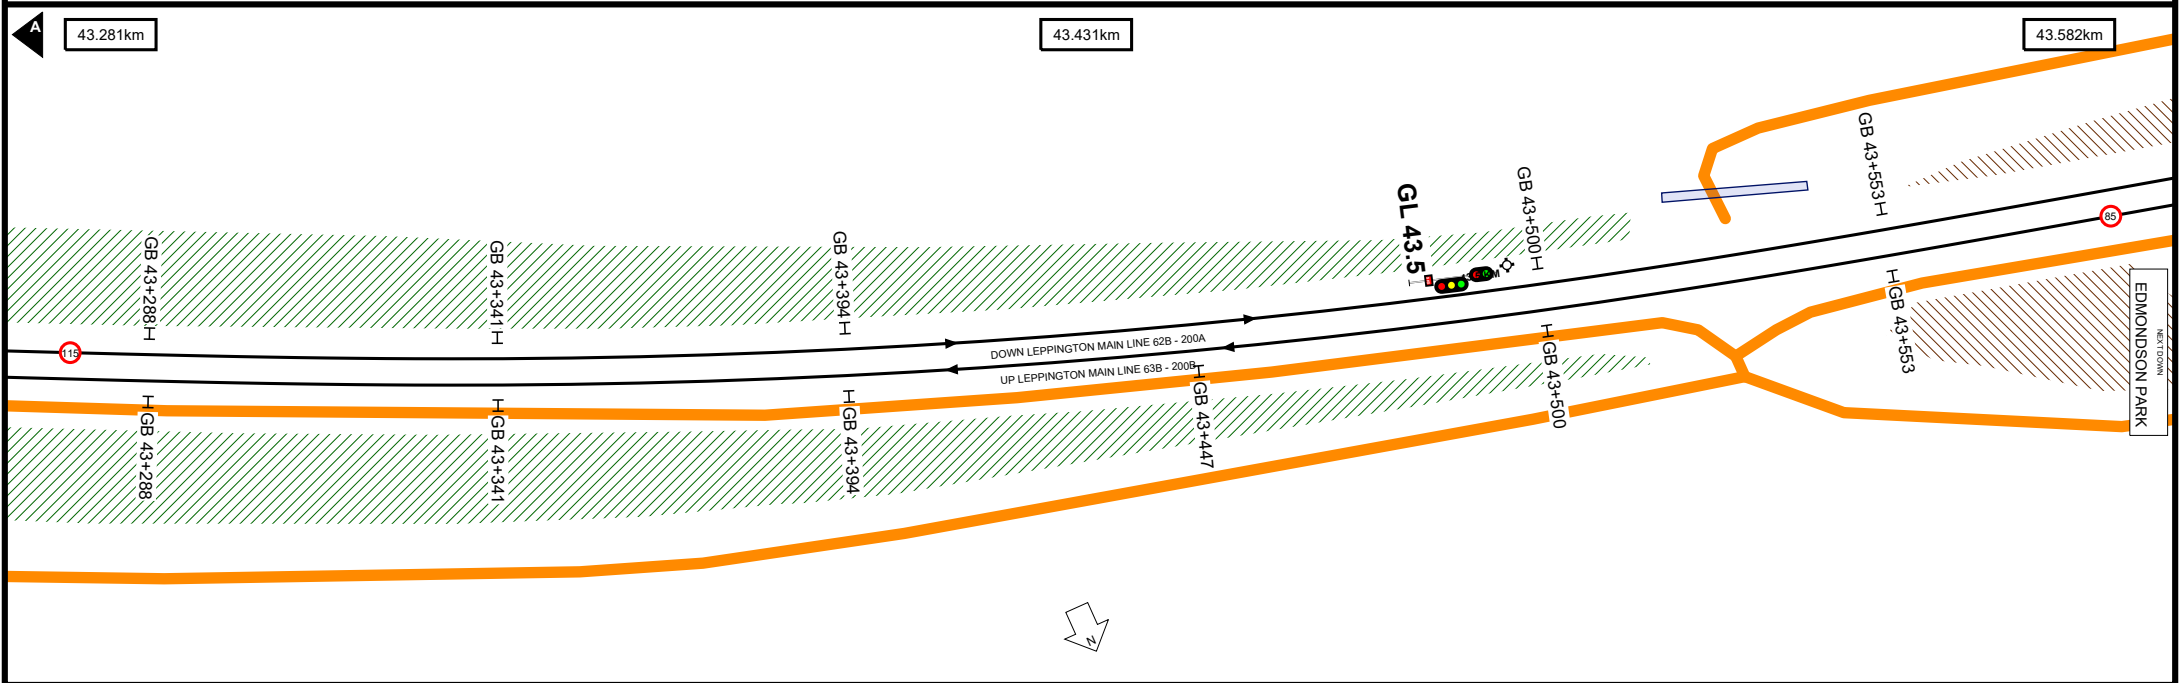 A
43.281km
43.431km
43.582km
GB 43+288
GB 43+341
GB 43+394
GL 43.5
GB 43+500
GB 43+553
115
85
DOWN LEPPINGTON MAIN LINE 62B - 200A
UP LEPPINGTON MAIN LINE 63B - 200B
GB 43+288
GB 43+341
GB 43+394
GB 43+447
GB 43+500
GB 43+553
NEXT DOWN
EDMONDSON PARK
N